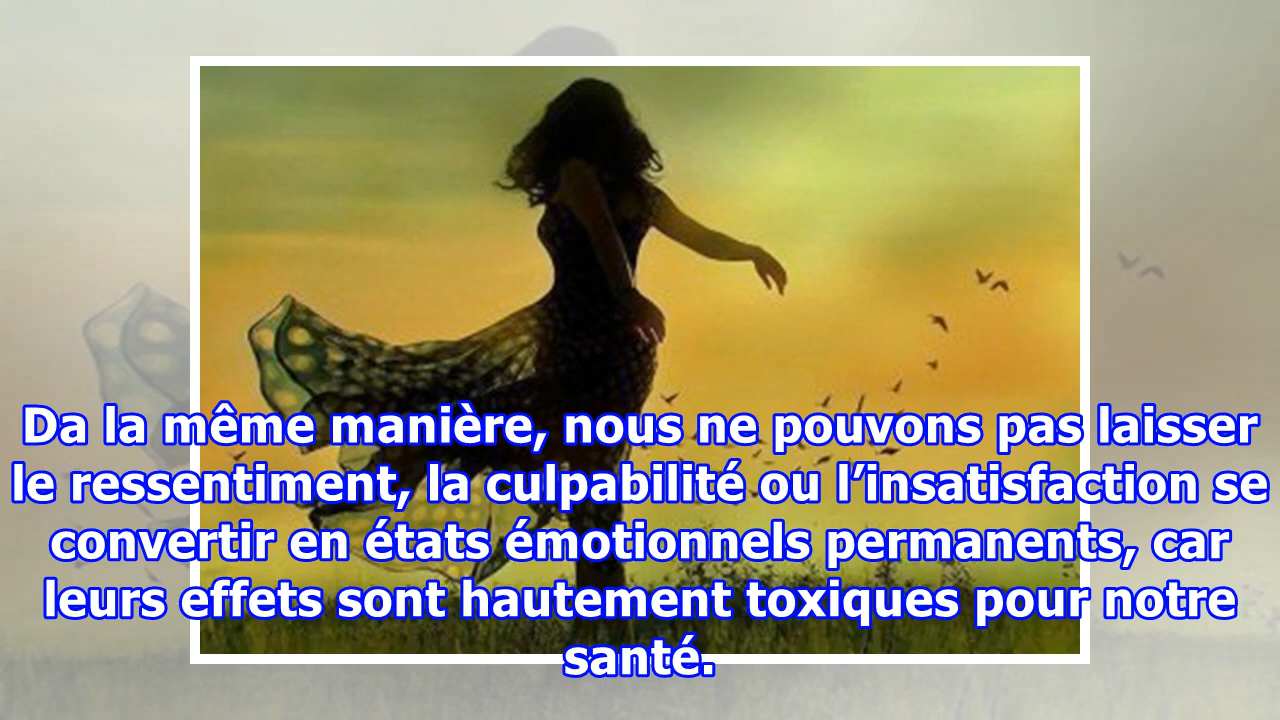 Da la même manière, nous ne pouvons pas laisser
le ressentiment, la culpabilité ou l’insatisfaction se
convertir en états émotionnels permanents, car
leurs effets sont hautement toxiques pour notre
santé.